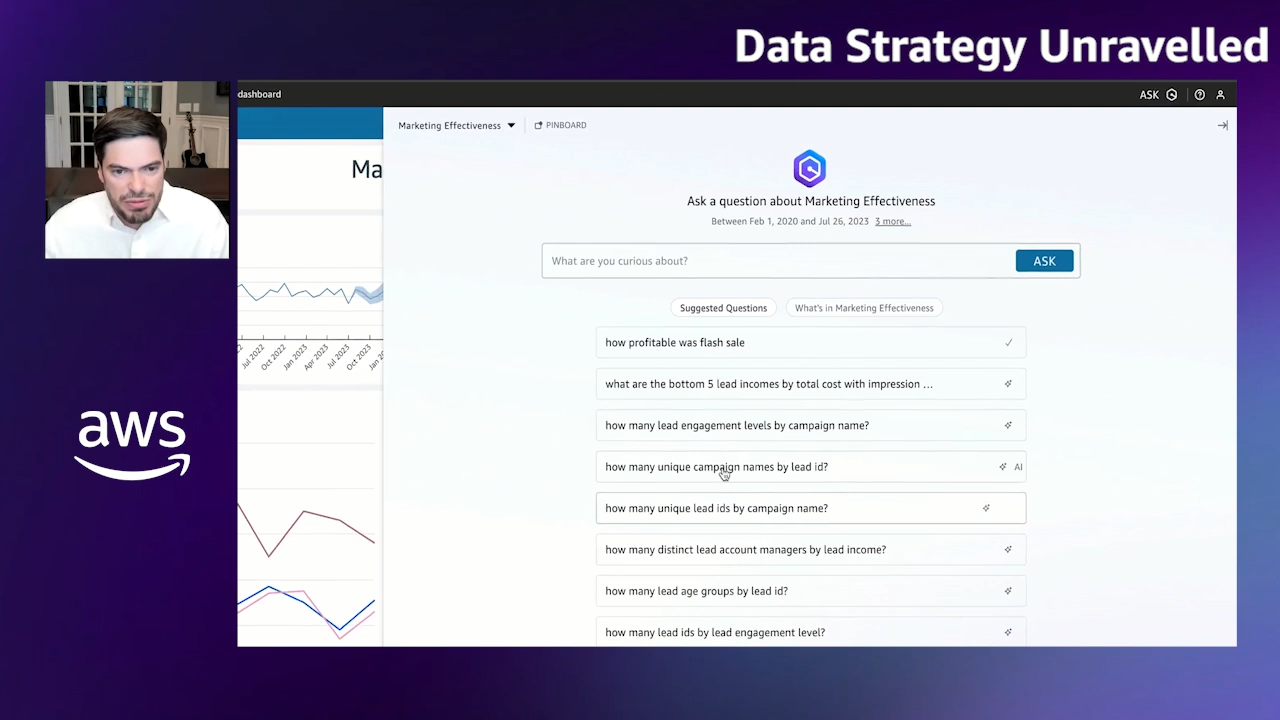 Data Strategy Unravelled
dashboard
ASK
Marketing Effectiveness
PINBOARD
Ma
Ask a question about Marketing Effectiveness
Between Feb 1, 2020 and Jul 26, 2023 3 more...
What are you curious about?
ASK
Suggested Questions
What's in Marketing Effectiveness
how profitable was flash sale
what are the bottom 5 lead incomes by total cost with impression ...
how many lead engagement levels by campaign name?
how many unique campaign names by lead id?
AI
how many unique lead ids by campaign name?
how many distinct lead account managers by lead income?
how many lead age groups by lead id?
how many lead ids by lead engagement level?
Jul 2022
Oct 2022
Jan 2023
Apr 2023
Jul 2023
Oct 2023
aws